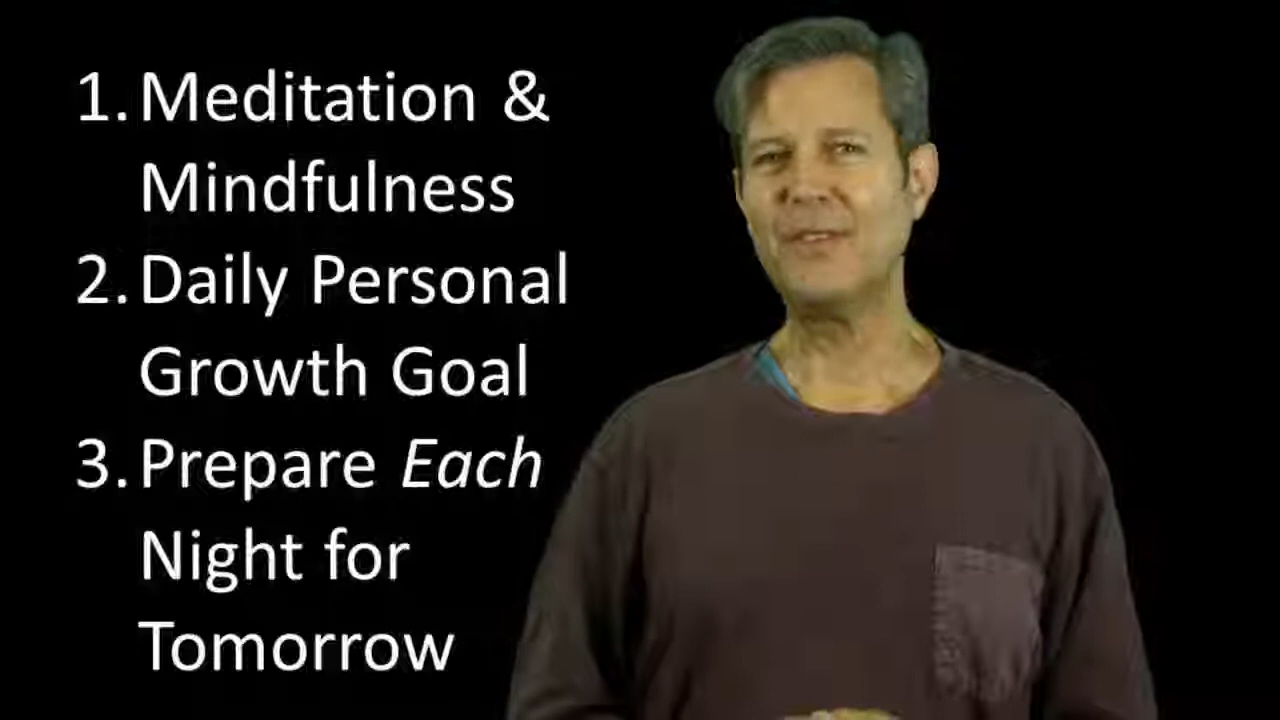 1. Meditation &
Mindfulness
2. Daily Personal
Growth Goal
3. Prepare Each
Night for
Tomorrow